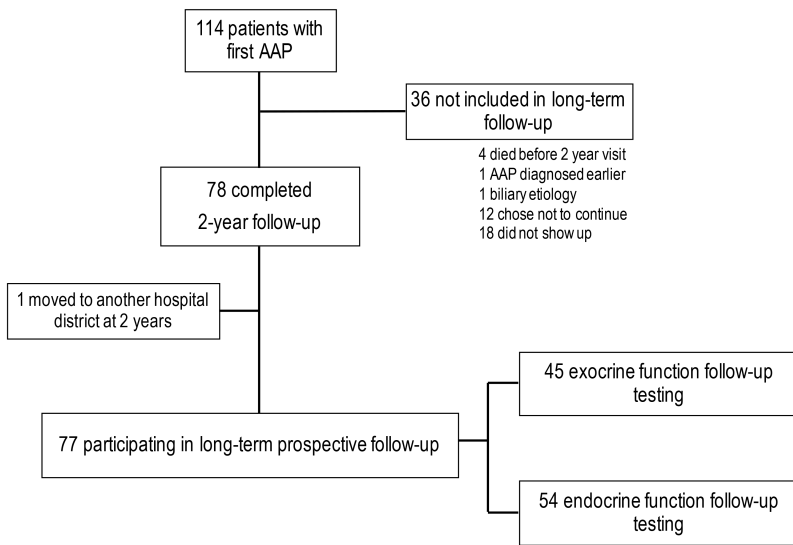 114 patients with
first AAP
36 not included in long-term
follow-up
4 died before 2 year visit
1 AAP diagnosed earlier
1 biliary etiology
12 chose not to continue
18 did not show up
78 completed
2-year follow-up
1 moved to another hospital
district at 2 years
45 exocrine function follow-up
testing
77 participating in long-term prospective follow-up
54 endocrine function follow-up
testing